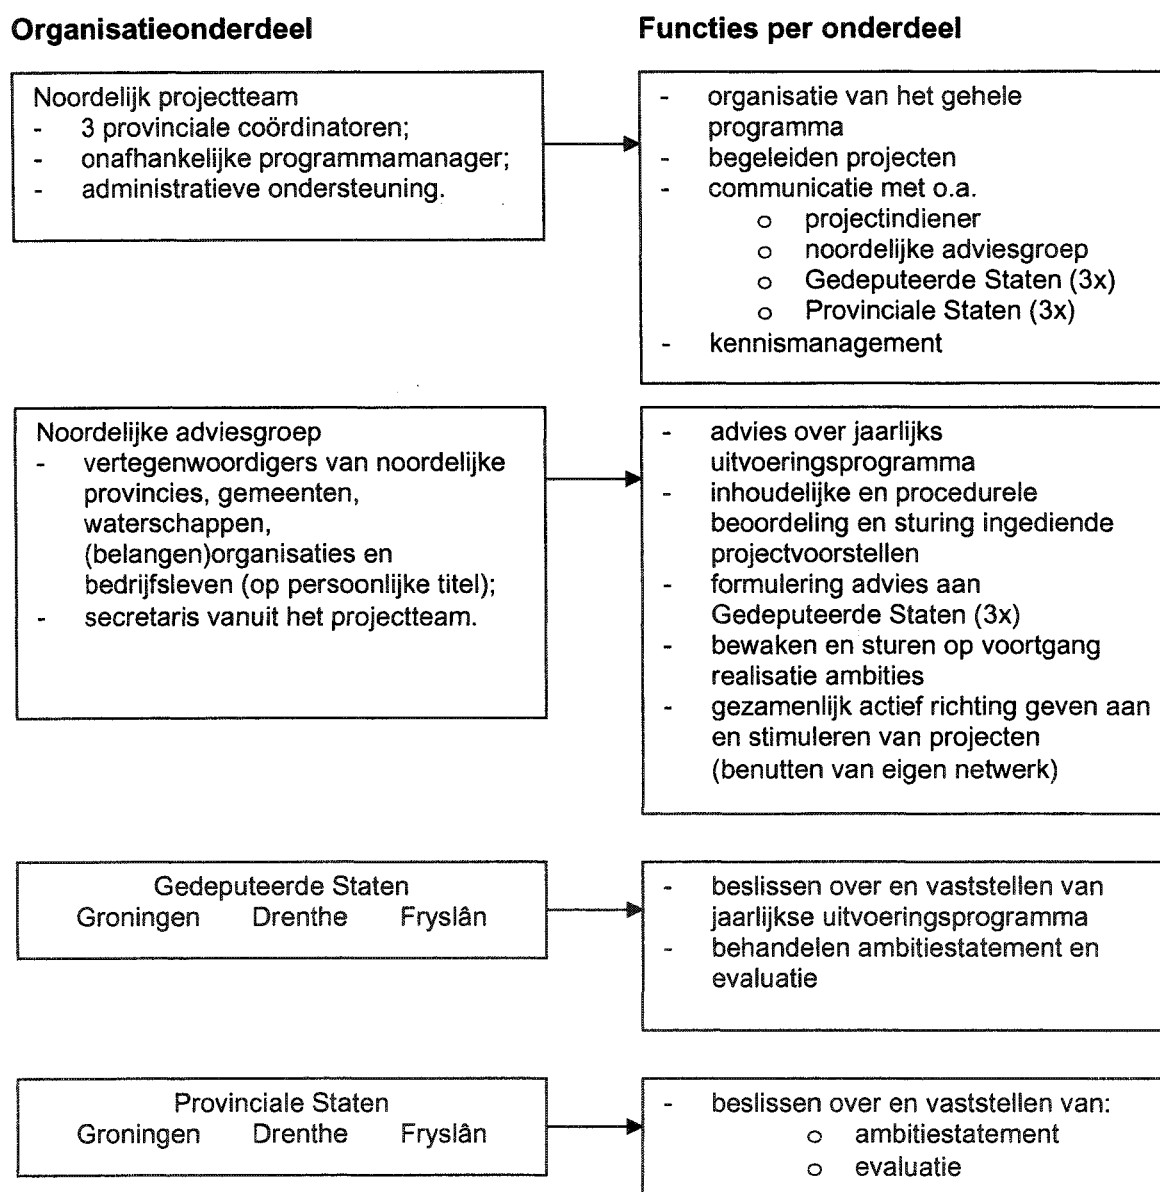 Organisatieonderdeel
Functies per onderdeel
Noordelijk projectteam
- 3 provinciale coördinatoren;
- onafhankelijke programmamanager;
- administratieve ondersteuning.
- organisatie van het gehele
programma
- begeleiden projecten
- communicatie met o.a.
o projectindiener
o noordelijke adviesgroep
o Gedeputeerde Staten (3x)
o Provinciale Staten (3x)
- kennismanagement
Noordelijke adviesgroep
- vertegenwoordigers van noordelijke
provincies, gemeenten,
waterschappen,
(belangen)organisaties en
bedrijfsleven (op persoonlijke titel);
- secretaris vanuit het projectteam.
- advies over jaarlijks
uitvoeringsprogramma
- inhoudelijke en procedurele
beoordeling en sturing ingediende
projectvoorstellen
- formulering advies aan
Gedeputeerde Staten (3x)
- bewaken en sturen op voortgang
realisatie ambities
- gezamenlijk actief richting geven aan
en stimuleren van projecten
(benutten van eigen netwerk)
Gedeputeerde Staten
Groningen Drenthe Fryslân
- beslissen over en vaststellen van
jaarlijkse uitvoeringsprogramma
- behandelen ambitiestatement en
evaluatie
Provinciale Staten
Groningen Drenthe Fryslân
- beslissen over en vaststellen van:
o ambitiestatement
o evaluatie